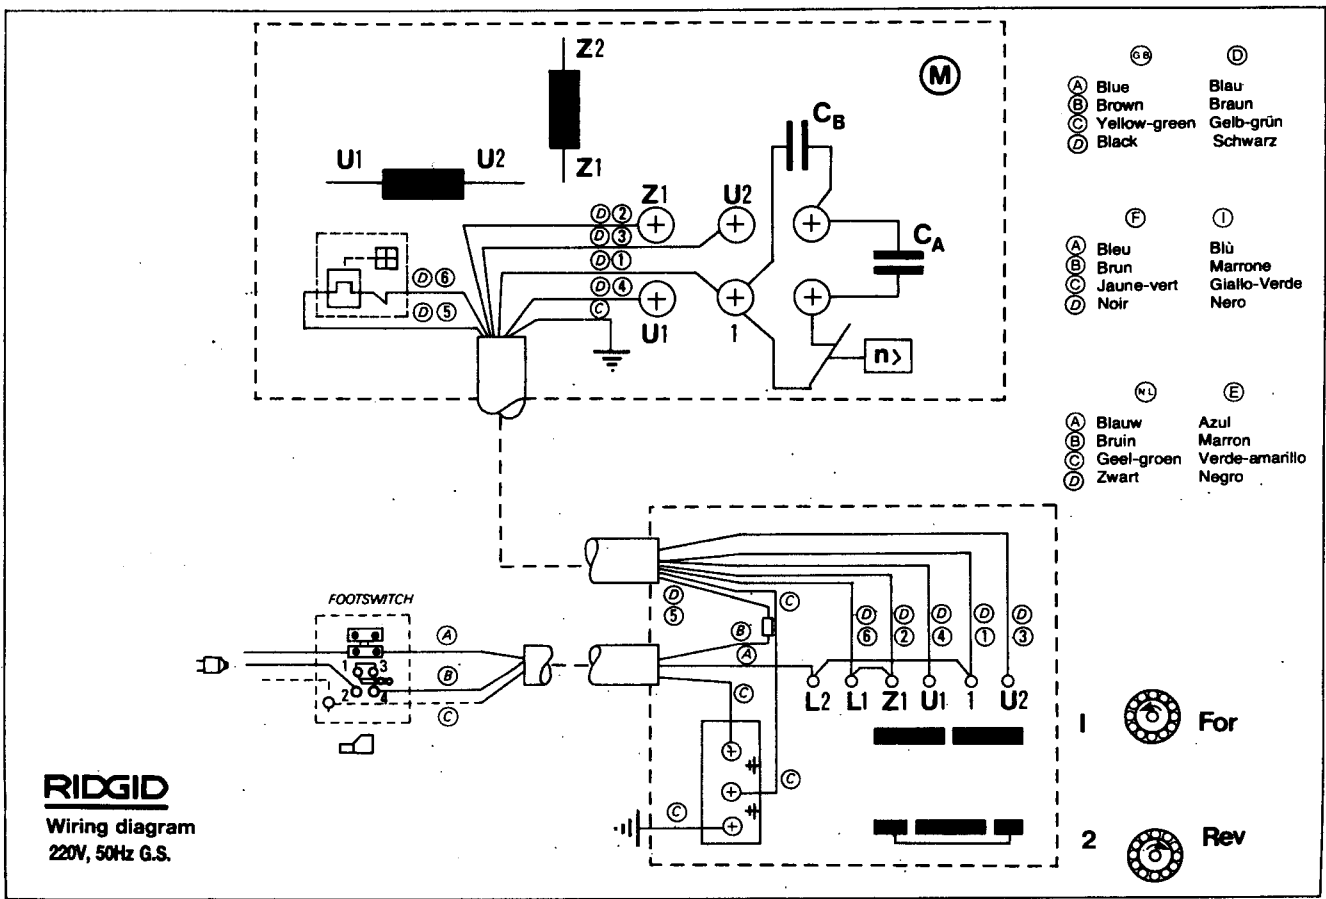 Z2
Z1
U1 U2
M
CB
CA
Z1 U2
D 2
D 3
D 1
D 4
C
U1 1
D 6
D 5
n>
GB D
A Blue Blau
B Brown Braun
C Yellow-green Gelb-grün
D Black Schwarz
F I
A Bleu Blù
B Brun Marrone
C Jaune-vert Giallo-Verde
D Noir Nero
NL E
A Blauw Azul
B Bruin Marron
C Geel-groen Verde-amarillo
D Zwart Negro
FOOTSWITCH
1 3
2 4
A
B
C
D
5
C
B
A
C
C
C
D D D D D
6 2 4 1 3
L2 L1 Z1 U1 1 U2
1 For
2 Rev
RIDGID
Wiring diagram
220V, 50Hz G.S.